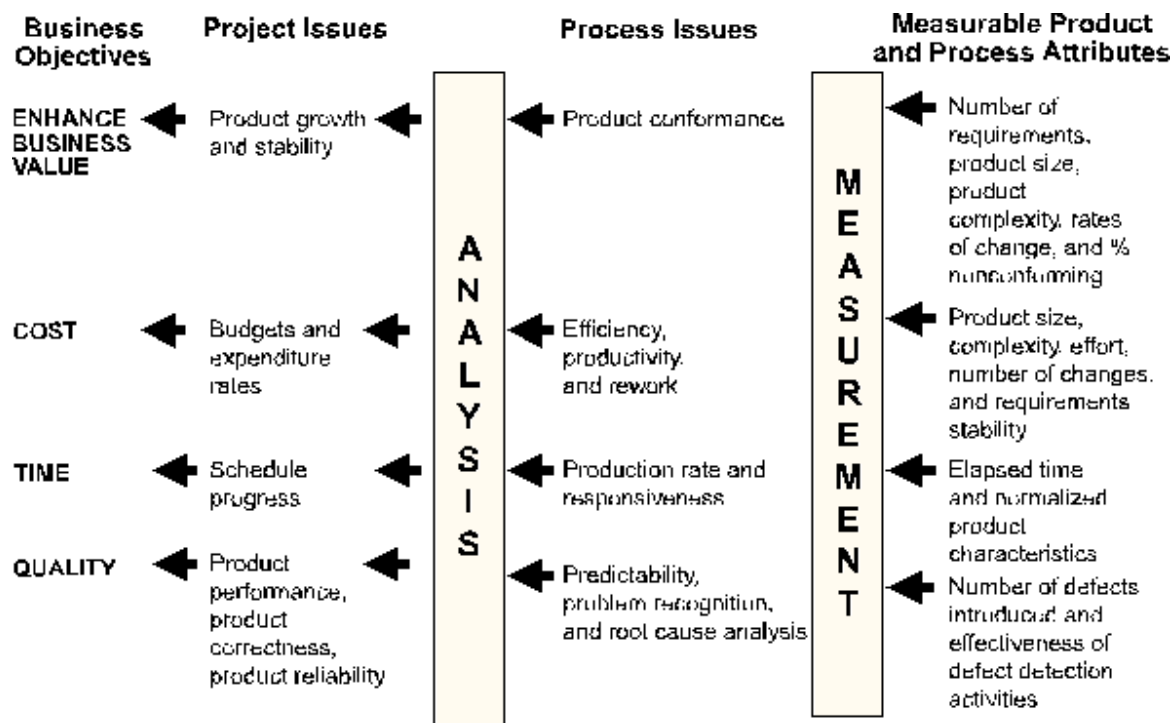 Business
Objectives
Project Issues
Process Issues
Measurable Product
and Process Attributes
ENHANCE
BUSINESS
VALUE
Product growth
and stability
Product conformance
Number of
requirements,
product size,
product
complexity, rates
of change, and %
nonconforming
COST
Budgets and
expenditure
rates
Efficiency,
productivity,
and rework
Product size,
complexity, effort,
number of changes,
and requirements
stability
TIME
Schedule
progress
Production rate and
responsiveness
Elapsed time
and normalized
product
characteristics
QUALITY
Product
performance,
product
correctness,
product reliability
Predictability,
problem recognition,
and root cause analysis
Number of defects
introduced and
effectiveness of
defect detection
activities
ANALYSIS
MEASUREMENT